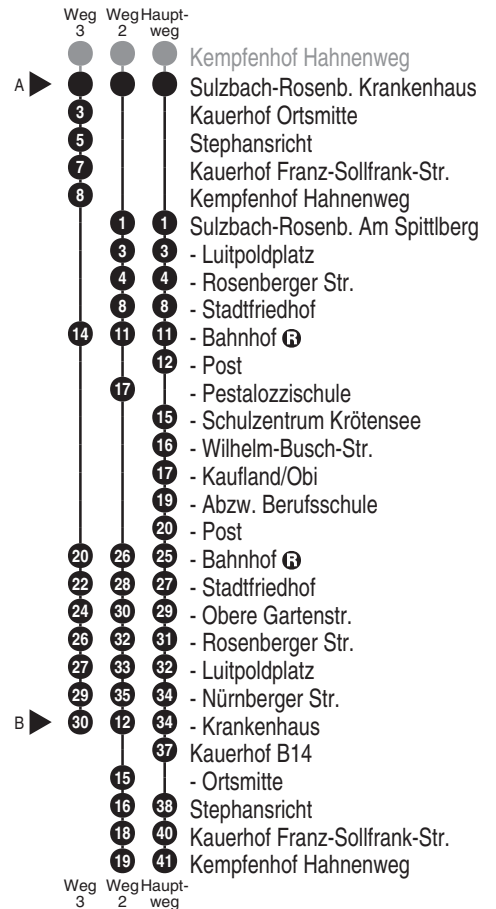 Weg Weg Haupt-
3 2 weg
Kempfenhof Hahnenweg
A Sulzbach-Rosenb. Krankenhaus
3 Kauerhof Ortsmitte
5 Stephansricht
7 Kauerhof Franz-Sollfrank-Str.
8 Kempfenhof Hahnenweg
1 1 Sulzbach-Rosenb. Am Spittlberg
3 3 - Luitpoldplatz
4 4 - Rosenberger Str.
8 8 - Stadtfriedhof
14 11 11 - Bahnhof R
12 - Post
17 - Pestalozzischule
15 - Schulzentrum Krötensee
16 - Wilhelm-Busch-Str.
17 - Kaufland/Obi
19 - Abzw. Berufsschule
20 - Post
20 26 25 - Bahnhof R
22 28 27 - Stadtfriedhof
24 30 29 - Obere Gartenstr.
26 32 31 - Rosenberger Str.
27 33 32 - Luitpoldplatz
29 35 34 - Nürnberger Str.
B 30 12 34 - Krankenhaus
37 Kauerhof B14
15 - Ortsmitte
16 38 Stephansricht
18 40 Kauerhof Franz-Sollfrank-Str.
19 41 Kempfenhof Hahnenweg
Weg Weg Haupt-
3 2 weg